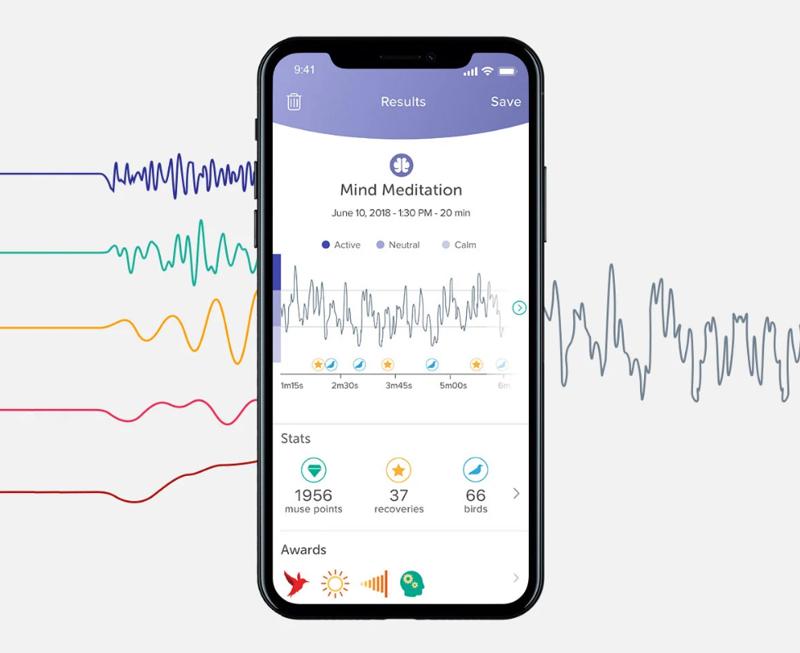 9:41
Results
Save
Mind Meditation
June 10, 2018 - 1:30 PM - 20 min
Active
Neutral
Calm
1m15s
2m30s
3m45s
5m00s
6m
Stats
1956
37
66
muse points
recoveries
birds
Awards